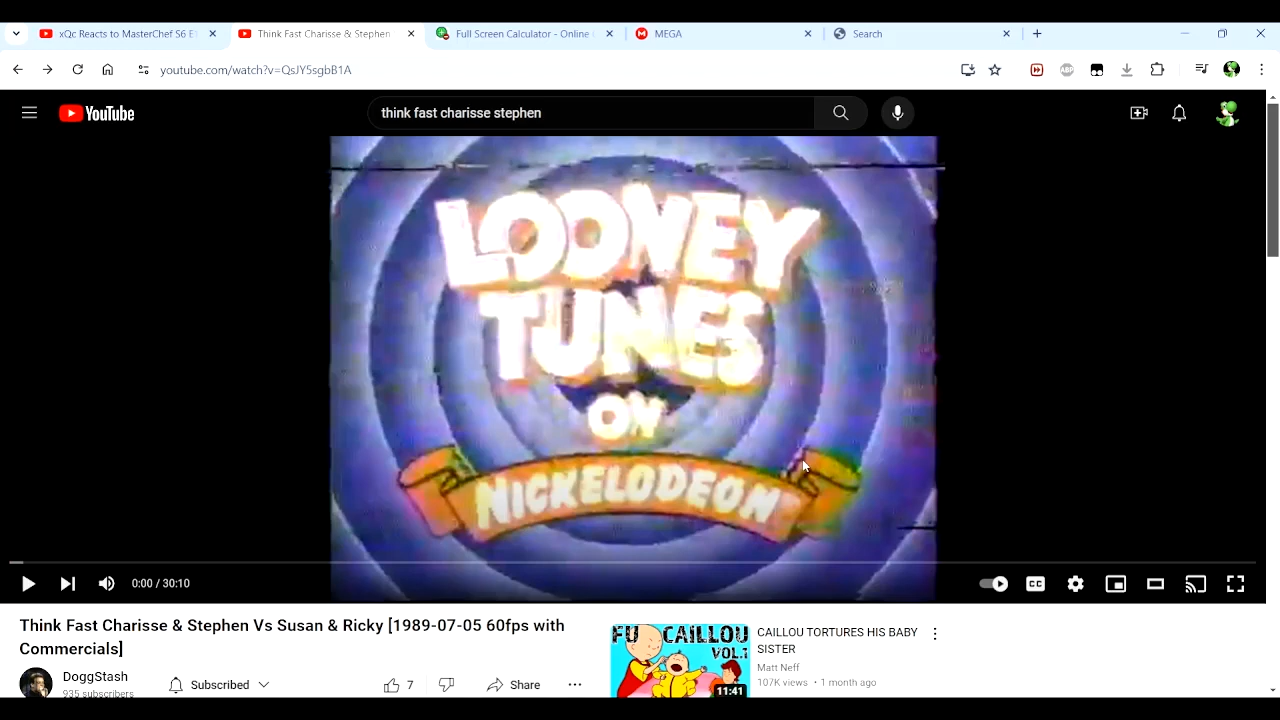 xQc Reacts to MasterChef S6 E
Think Fast Charisse & Stephen
Full Screen Calculator - Online
MEGA
Search
youtube.com/watch?v=QsJY5sgbB1A
ABP
YouTube
think fast charisse stephen
LOONEY
TUNES
ON
NICKELODEON
0:00 / 30:10
CC
Think Fast Charisse & Stephen Vs Susan & Ricky [1989-07-05 60fps with
Commercials]
DoggStash
935 subscribers
Subscribed
7
Share
FU CAILLOU
VOL.1
11:41
CAILLOU TORTURES HIS BABY
SISTER
Matt Neff
107K views • 1 month ago